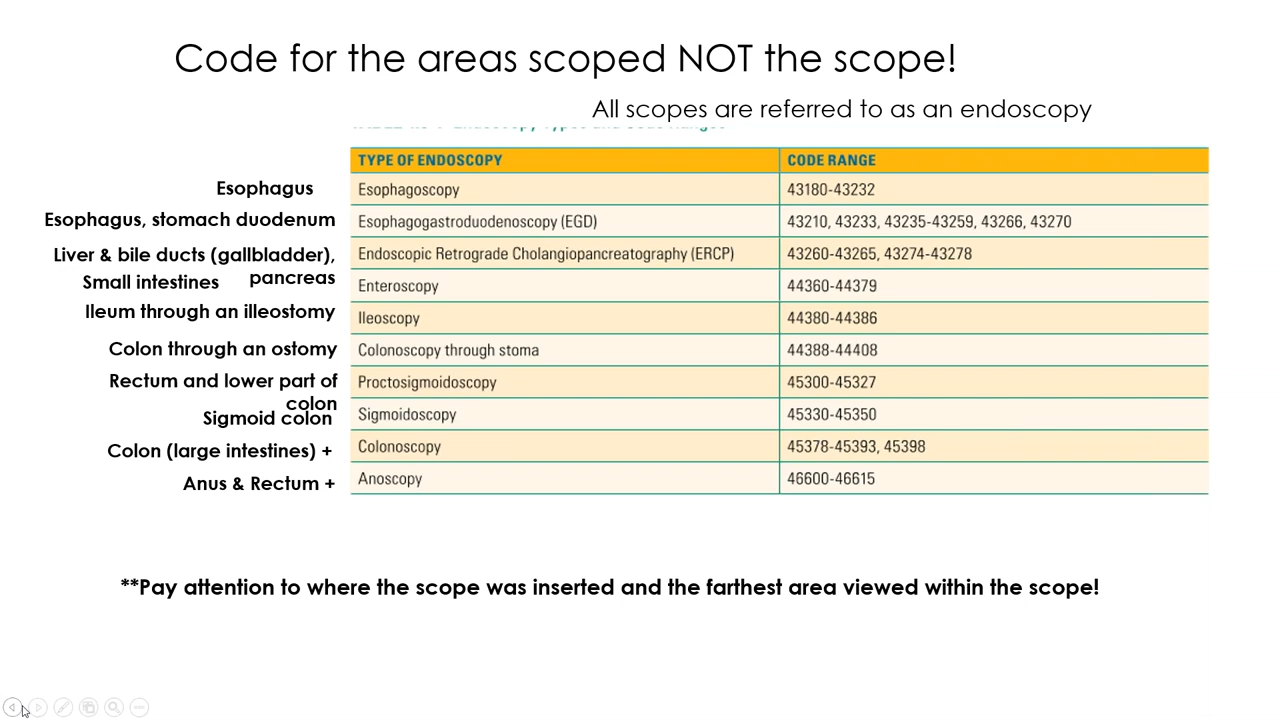 Code for the areas scoped NOT the scope!
All scopes are referred to as an endoscopy
TYPE OF ENDOSCOPY CODE RANGE
Esophagus Esophagoscopy 43180-43232
Esophagus, stomach duodenum Esophagogastroduodenoscopy (EGD) 43210, 43233, 43235-43259, 43266, 43270
Liver & bile ducts (gallbladder), Endoscopic Retrograde Cholangiopancreatography (ERCP) 43260-43265, 43274-43278
pancreas
Small intestines Enteroscopy 44360-44379
Ileum through an illeostomy Ileoscopy 44380-44386
Colon through an ostomy Colonoscopy through stoma 44388-44408
Rectum and lower part of Proctosigmoidoscopy 45300-45327
colon
Sigmoid colon Sigmoidoscopy 45330-45350
Colon (large intestines) + Colonoscopy 45378-45393, 45398
Anus & Rectum + Anoscopy 46600-46615
**Pay attention to where the scope was inserted and the farthest area viewed within the scope!